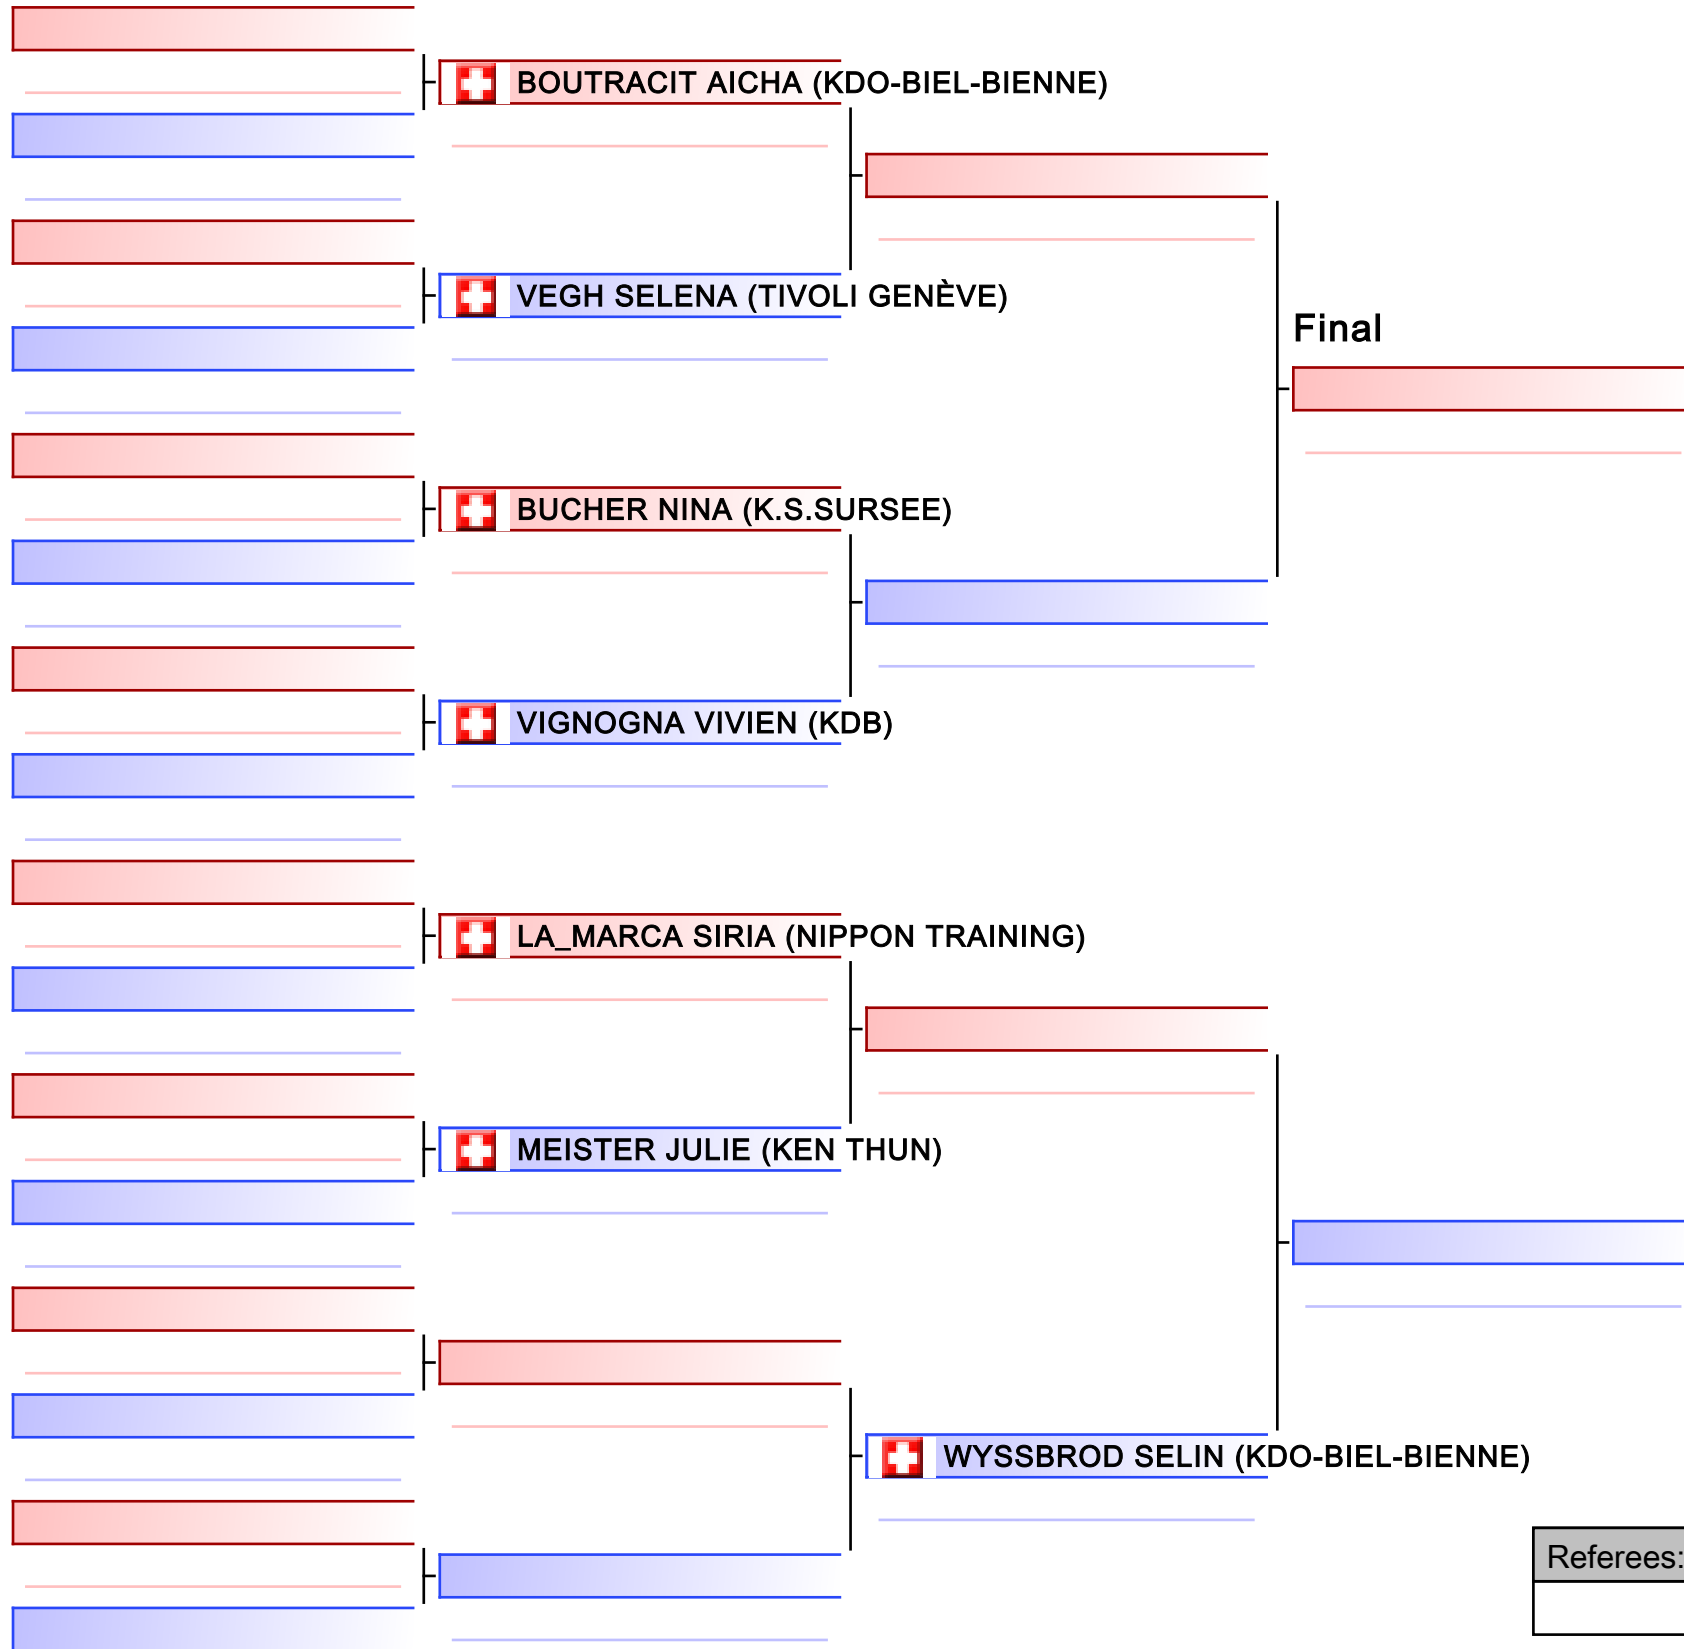 BOUTRACIT AICHA (KDO-BIEL-BIENNE)
VEGH SELENA (TIVOLI GENÈVE)
Final
BUCHER NINA (K.S.SURSEE)
VIGNOGNA VIVIEN (KDB)
LA_MARCA SIRIA (NIPPON TRAINING)
MEISTER JULIE (KEN THUN)
WYSSBROD SELIN (KDO-BIEL-BIENNE)
Referees: